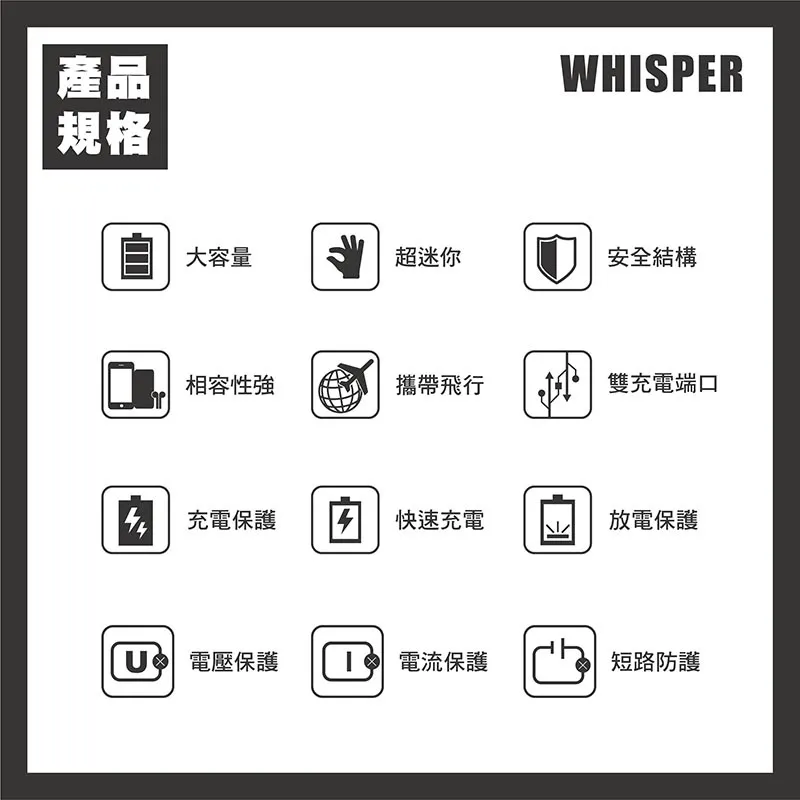 產品
規格
WHISPER
大容量
超迷你
安全結構
相容性強
攜帶飛行
雙充電端口
充電保護
快速充電
放電保護
U
電壓保護
I
電流保護
短路防護